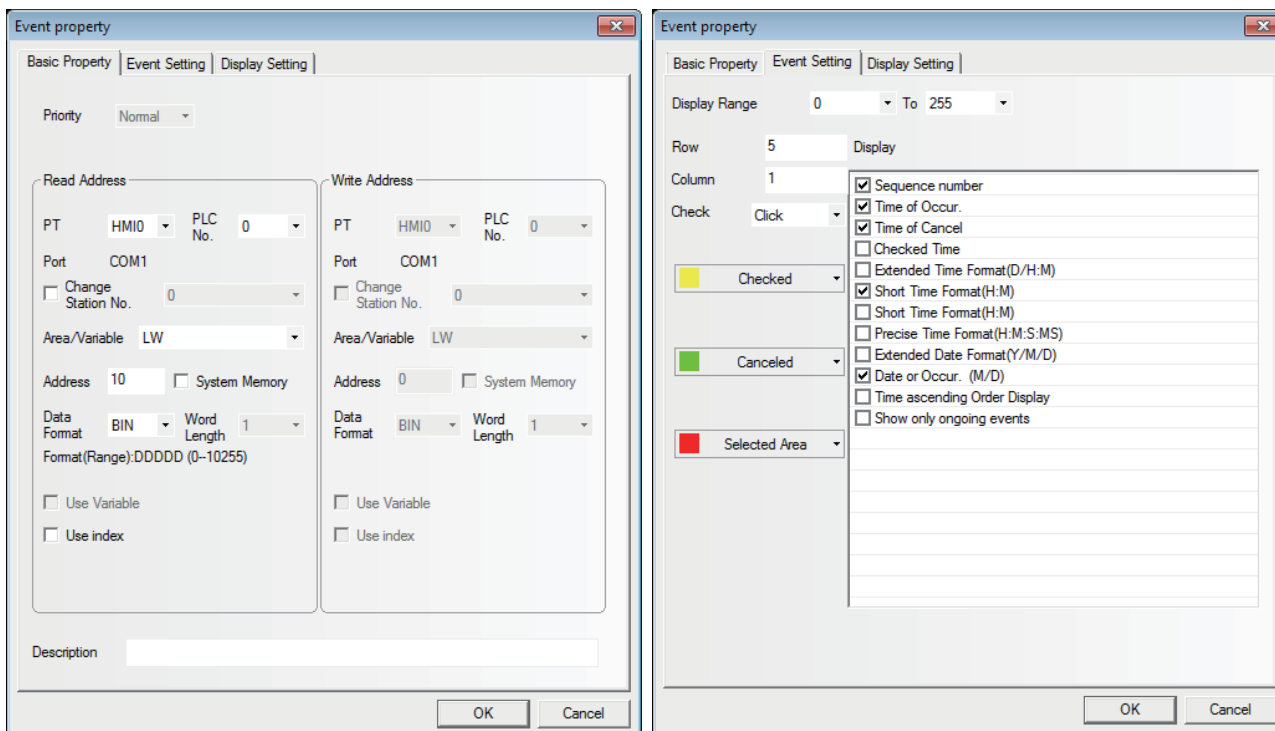 Event property
Basic Property Event Setting Display Setting
Priority Normal
Read Address
PT HMI0 PLC No. 0
Port COM1
Change Station No. 0
Area/Variable LW
Address 10 System Memory
Data Format BIN Word Length 1
Format(Range):DDDDD (0--10255)
Use Variable
Use index
Write Address
PT HMI0 PLC No. 0
Port COM1
Change Station No. 0
Area/Variable LW
Address 0 System Memory
Data Format BIN Word Length 1
Use Variable
Use index
Description
OK Cancel
Event property
Basic Property Event Setting Display Setting
Display Range 0 To 255
Row 5 Display
Column 1
Check Click
Checked
Canceled
Selected Area
Sequence number
Time of Occur.
Time of Cancel
Checked Time
Extended Time Format(D/H:M)
Short Time Format(H:M)
Short Time Format(H:M)
Precise Time Format(H:M:S:MS)
Extended Date Format(Y/M/D)
Date or Occur. (M/D)
Time ascending Order Display
Show only ongoing events
OK Cancel